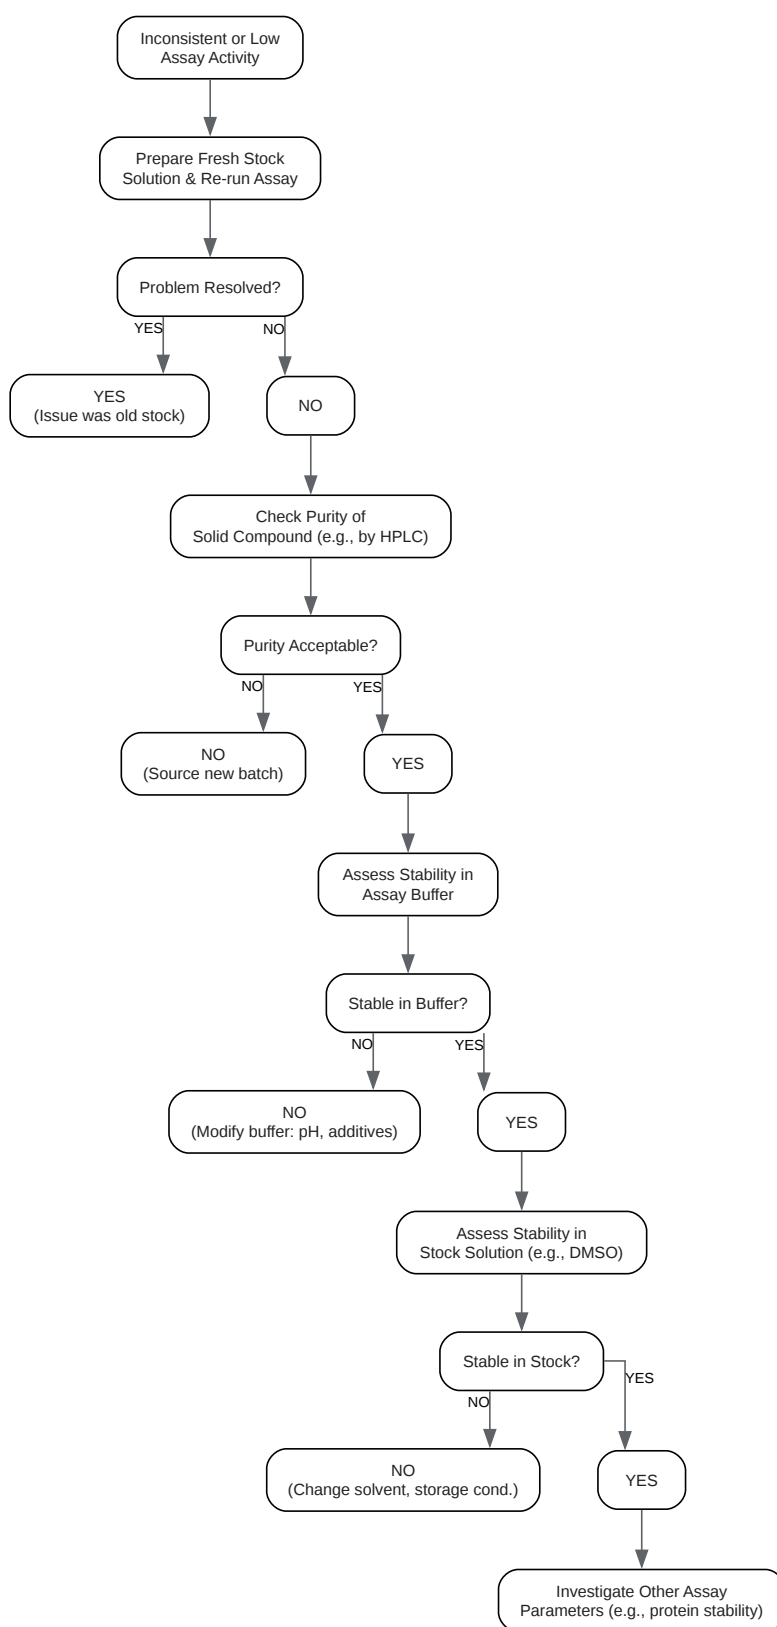 Inconsistent or Low
Assay Activity
Prepare Fresh Stock
Solution & Re-run Assay
Problem Resolved?
YES
NO
YES
(Issue was old stock)
NO
Check Purity of
Solid Compound (e.g., by HPLC)
Purity Acceptable?
NO
YES
NO
(Source new batch)
YES
Assess Stability in
Assay Buffer
Stable in Buffer?
NO
YES
NO
(Modify buffer: pH, additives)
YES
Assess Stability in
Stock Solution (e.g., DMSO)
Stable in Stock?
YES
NO
NO
(Change solvent, storage cond.)
YES
Investigate Other Assay
Parameters (e.g., protein stability)